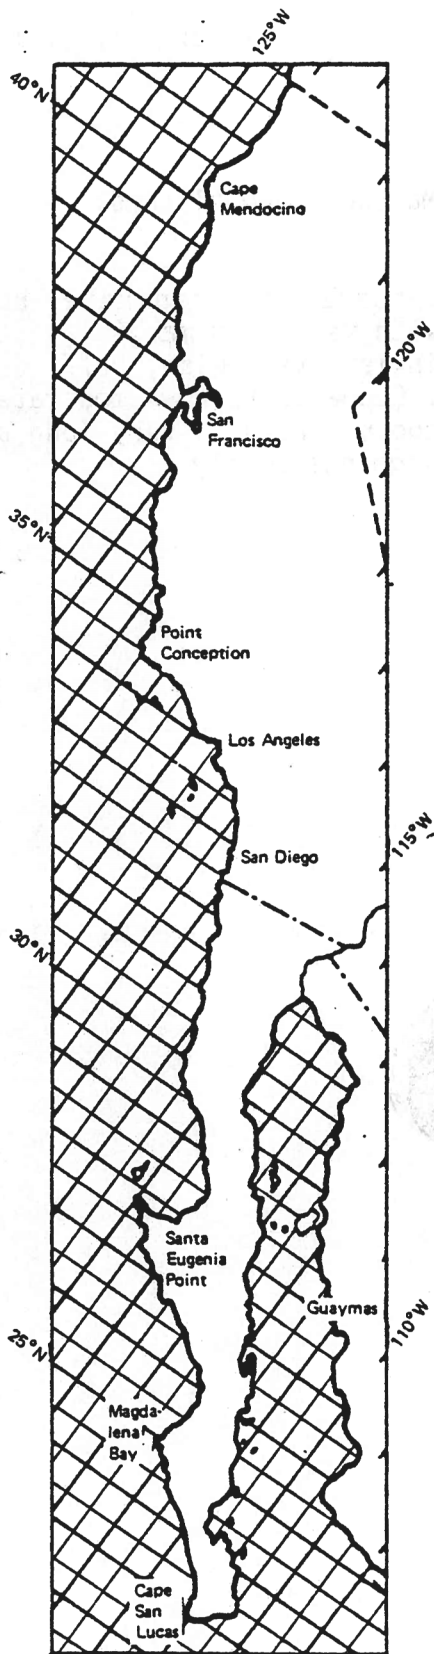 125°W
40°N
Cape
Mendocino
120°W
San
Francisco
35°N
Point
Conception
Los Angeles
115°W
San Diego
30°N
Santa
Eugenia
Point
Guaymas
110°W
25°N
Magda-
lena
Bay
Cape
San
Lucas